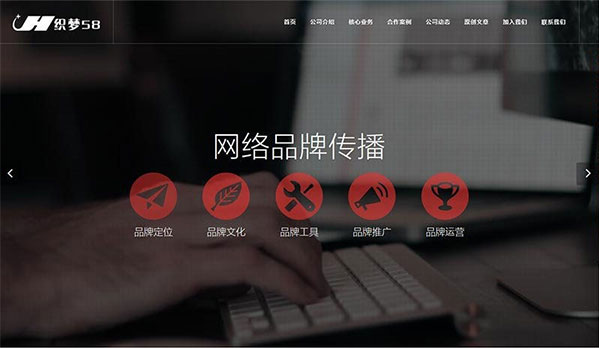 织梦58
首页 公司介绍 核心业务 合作案例 公司动态 原创文章 加入我们 联系我们
网络品牌传播
品牌定位 品牌文化 品牌工具 品牌推广 品牌运营